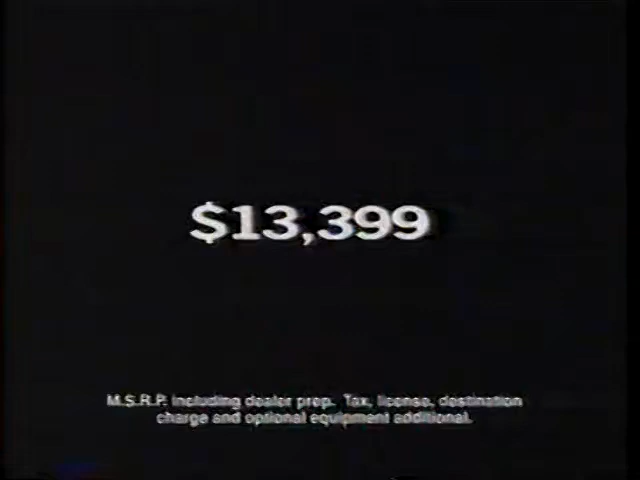 $13,399
M.S.R.P. including dealer prep. Tax, license, destination
charge and optional equipment additional.